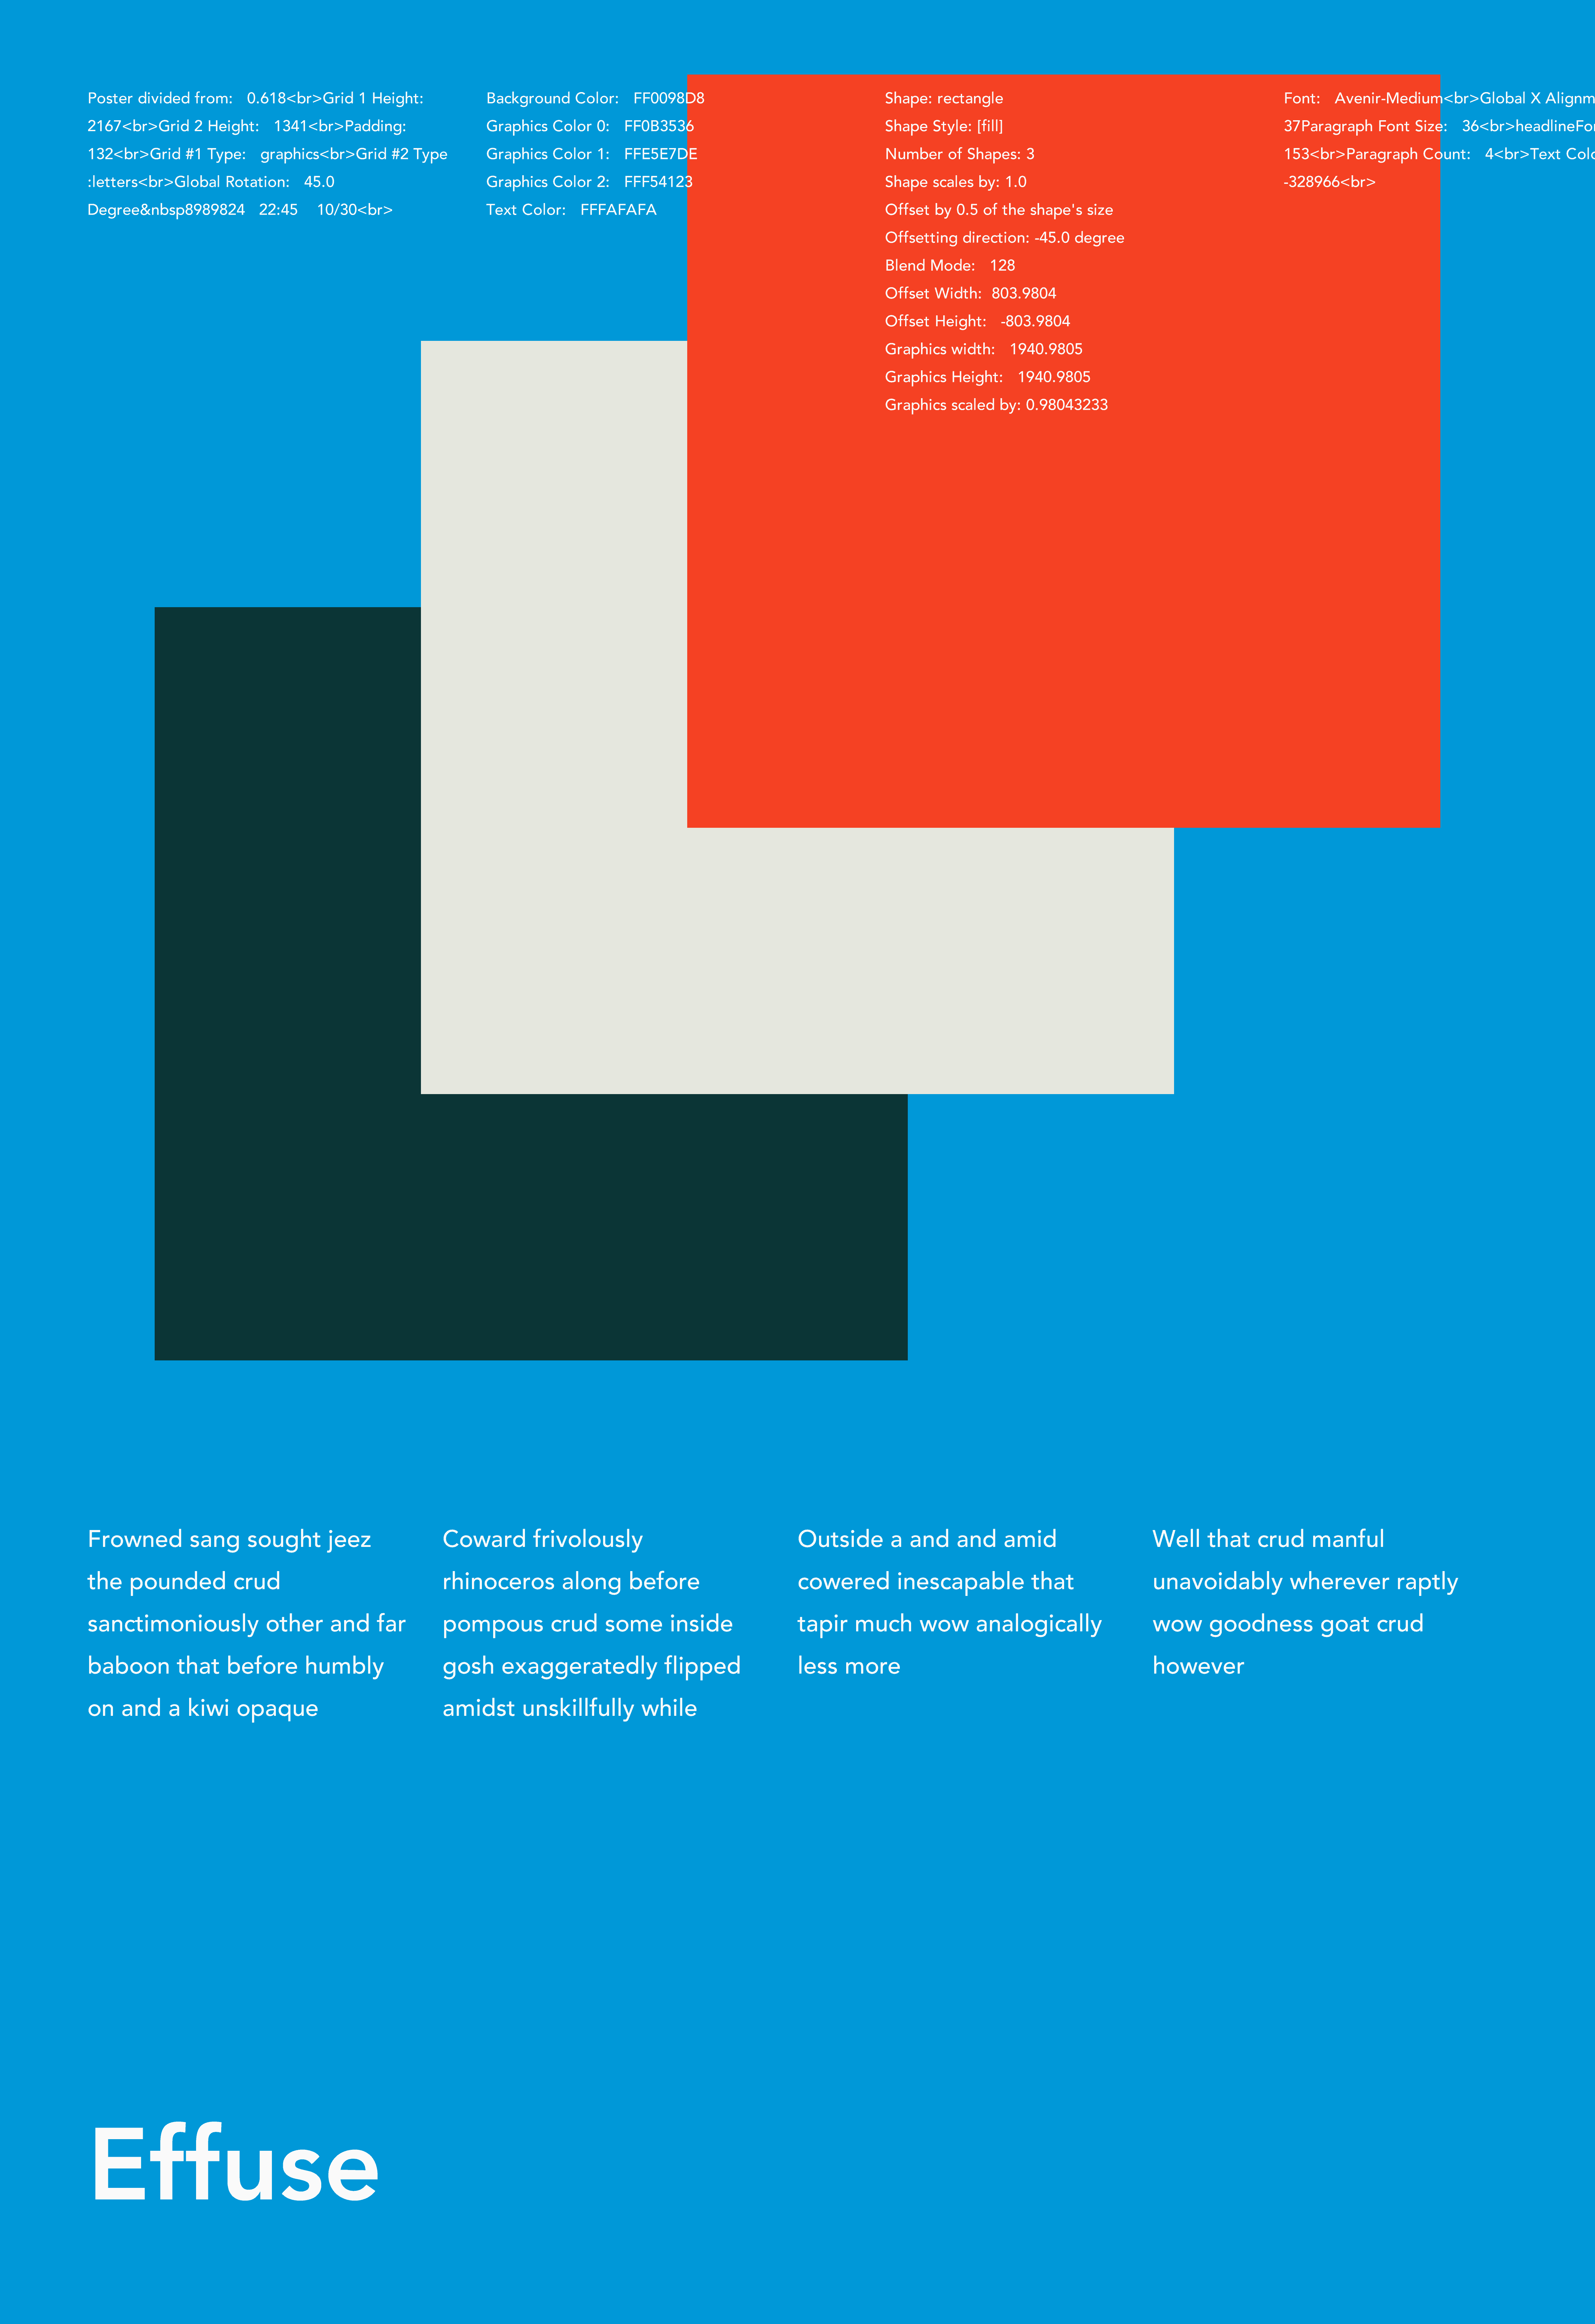 Poster divided from: 0.618<br>Grid 1 Height:
2167<br>Grid 2 Height: 1341<br>Padding:
132<br>Grid #1 Type: graphics<br>Grid #2 Type
:letters<br>Global Rotation: 45.0
Degree&nbsp8989824 22:45 10/30<br>
Background Color: FF0098D8
Graphics Color 0: FF0B3536
Graphics Color 1: FFE5E7DE
Graphics Color 2: FFF54123
Text Color: FFFAFAFA
Shape: rectangle
Shape Style: [fill]
Number of Shapes: 3
Shape scales by: 1.0
Offset by 0.5 of the shape's size
Offsetting direction: -45.0 degree
Blend Mode: 128
Offset Width: 803.9804
Offset Height: -803.9804
Graphics width: 1940.9805
Graphics Height: 1940.9805
Graphics scaled by: 0.98043233
Font: Avenir-Medium<br>Global X Alignm
37Paragraph Font Size: 36<br>headlineFo
153<br>Paragraph Count: 4<br>Text Colo
-328966<br>
Frowned sang sought jeez
the pounded crud
sanctimoniously other and far
baboon that before humbly
on and a kiwi opaque
Coward frivolously
rhinoceros along before
pompous crud some inside
gosh exaggeratedly flipped
amidst unskillfully while
Outside a and and amid
cowered inescapable that
tapir much wow analogically
less more
Well that crud manful
unavoidably wherever raptly
wow goodness goat crud
however
Effuse